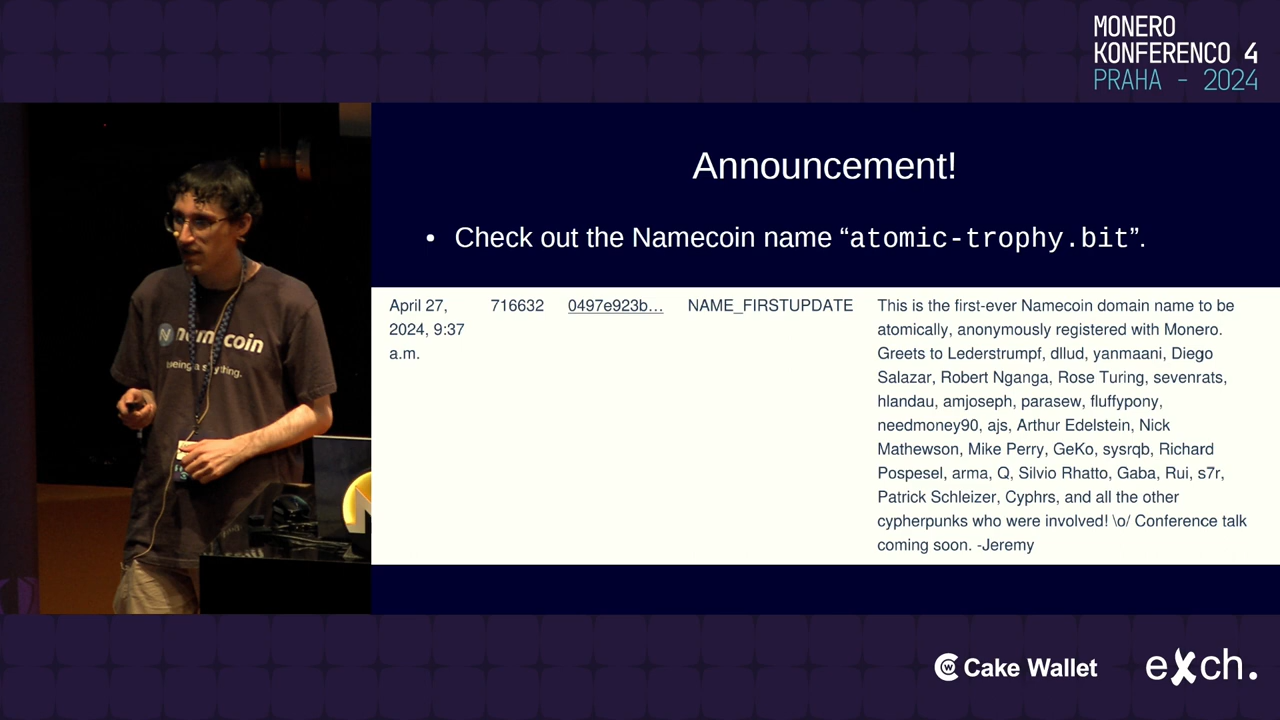 MONERO
KONFERENCO 4
PRAHA - 2024
Announcement!
• Check out the Namecoin name “atomic-trophy.bit”.
April 27, 2024, 9:37 a.m.
716632
0497e923b...
NAME_FIRSTUPDATE
This is the first-ever Namecoin domain name to be
atomically, anonymously registered with Monero.
Greets to Lederstrumpf, dllud, yanmaani, Diego
Salazar, Robert Nganga, Rose Turing, sevenrats,
hlandau, amjoseph, parasew, fluffypony,
needmoney90, ajs, Arthur Edelstein, Nick
Mathewson, Mike Perry, GeKo, sysrqb, Richard
Pospesel, arma, Q, Silvio Rhatto, Gaba, Rui, s7r,
Patrick Schleizer, Cyphrs, and all the other
cypherpunks who were involved! \o/ Conference talk
coming soon. -Jeremy
namecoin
Cake Wallet
eXch.